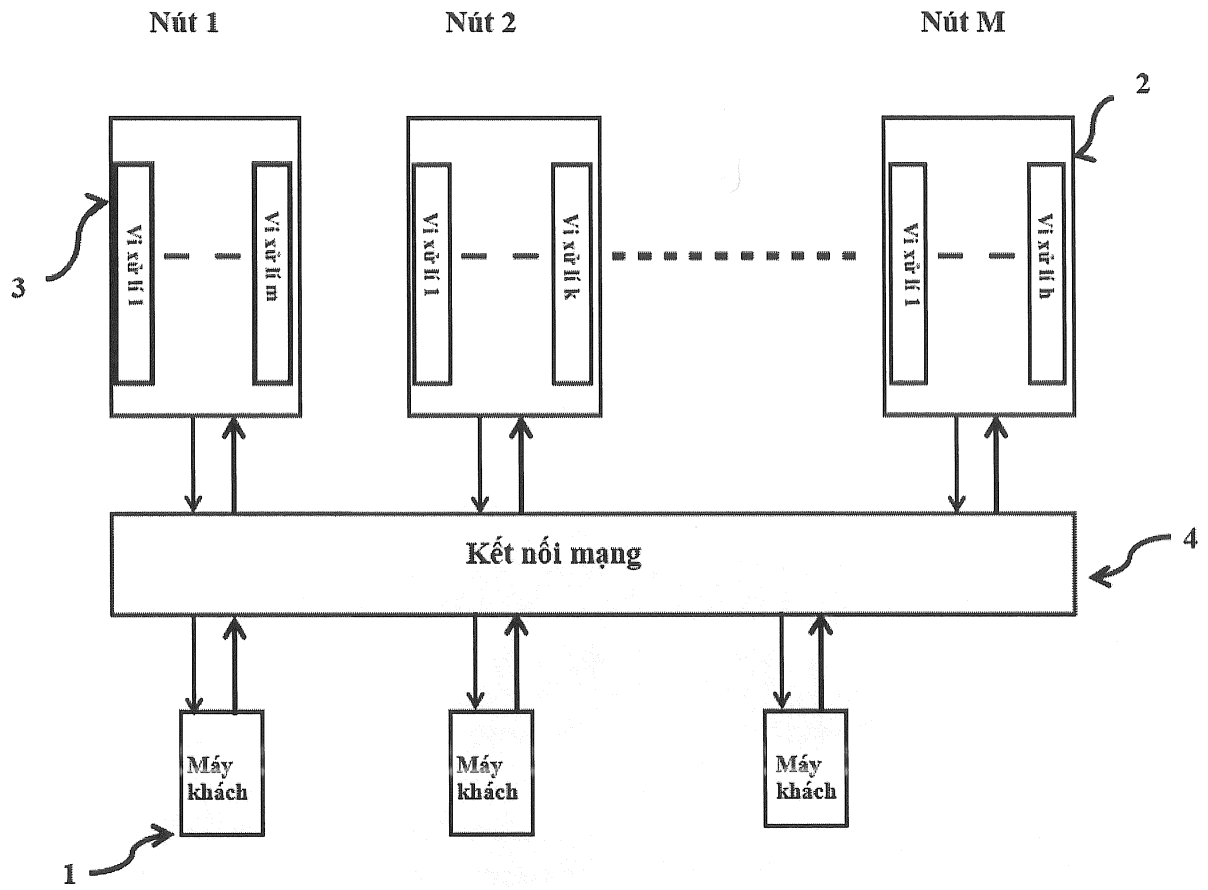 Nút 1
Nút 2
Nút M
2
3
Vi xử lí 1
Vi xử lí m
Vi xử lí 1
Vi xử lí k
Vi xử lí 1
Vi xử lí h
Kết nối mạng
4
Máy
khách
Máy
khách
Máy
khách
1